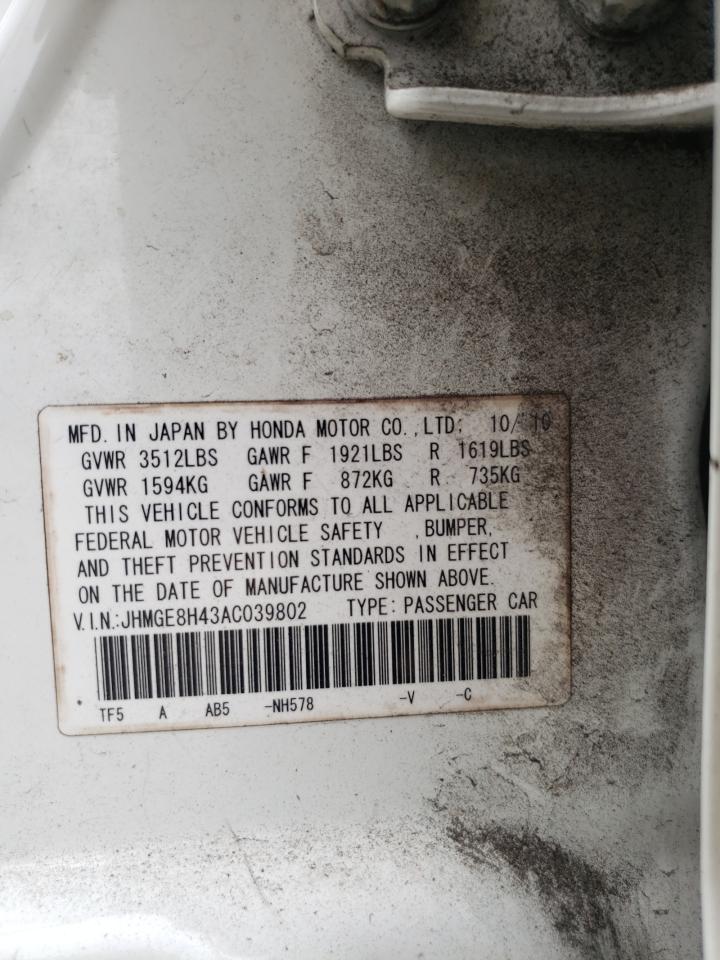 MFD. IN JAPAN BY HONDA MOTOR CO.,LTD; 10/10
GVWR 3512LBS GAWR F 1921LBS R 1619LBS
GVWR 1594KG GAWR F 872KG R 735KG
THIS VEHICLE CONFORMS TO ALL APPLICABLE
FEDERAL MOTOR VEHICLE SAFETY , BUMPER,
AND THEFT PREVENTION STANDARDS IN EFFECT
ON THE DATE OF MANUFACTURE SHOWN ABOVE.
V.I.N.:JHMGE8H43AC039802 TYPE: PASSENGER CAR
TF5 A AB5 -NH578 -V -C